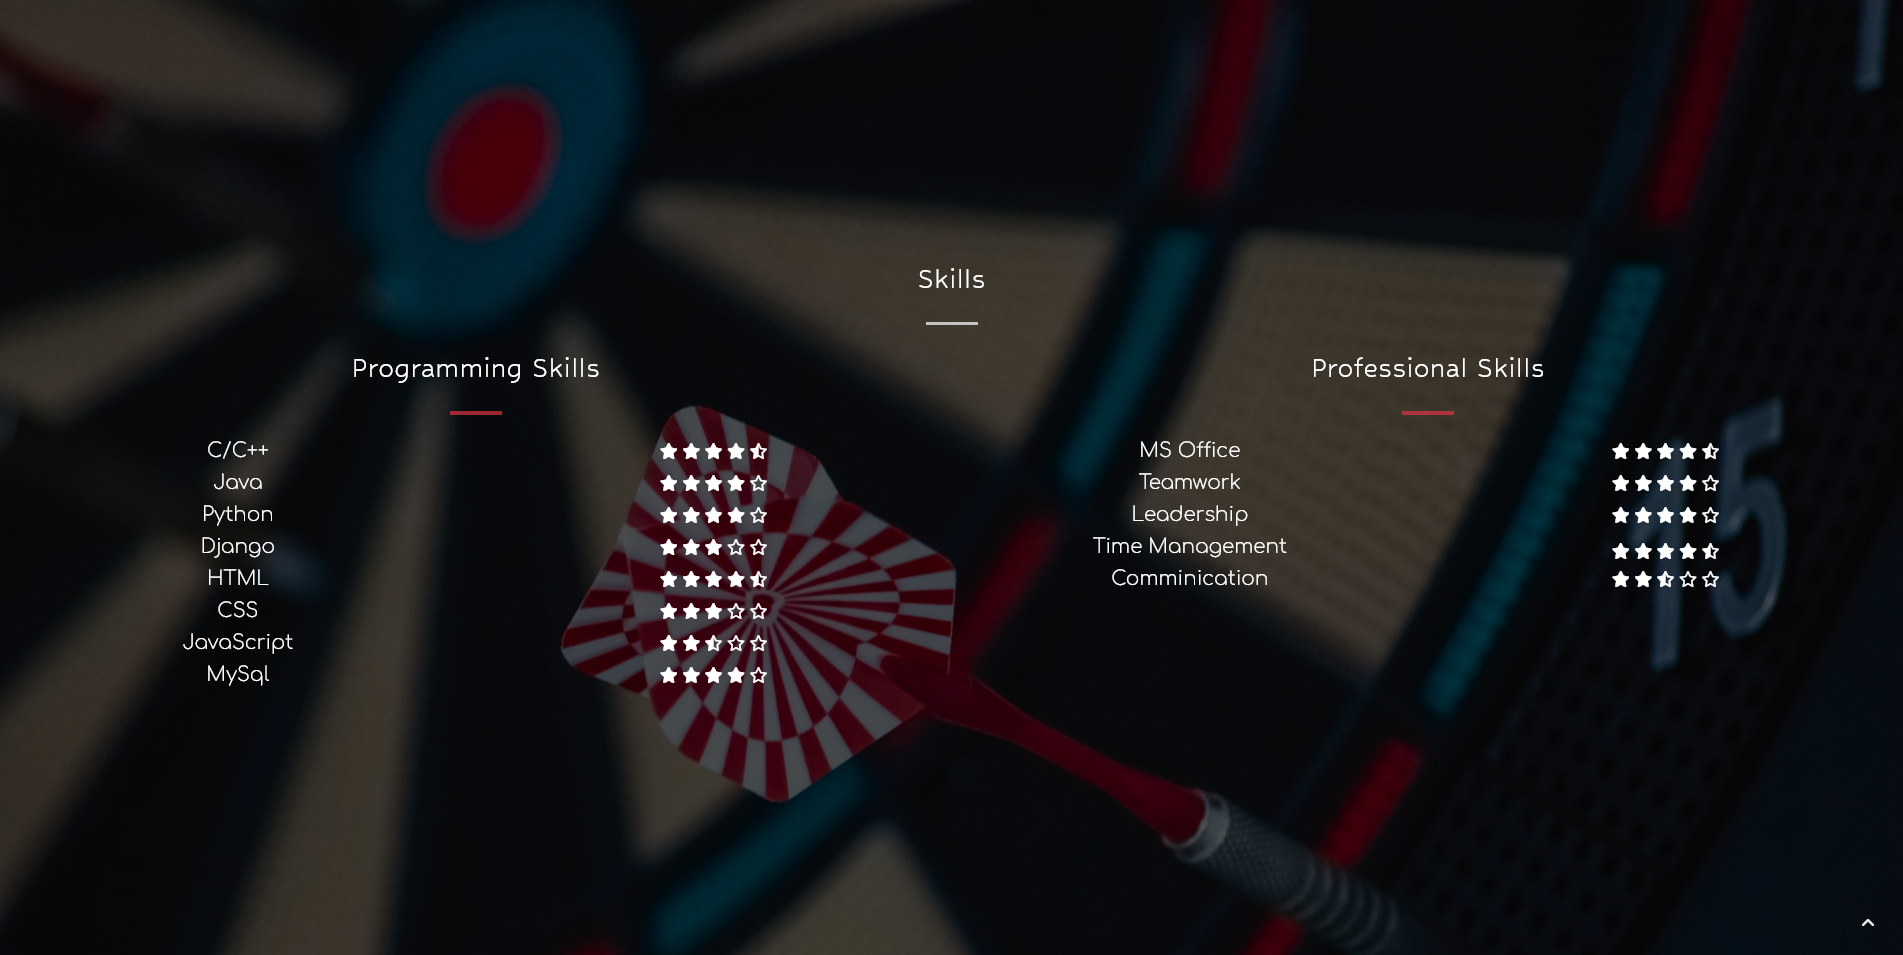 Skills
Programming Skills
C/C++
Java
Python
Django
HTML
CSS
JavaScript
MySql
Professional Skills
MS Office
Teamwork
Leadership
Time Management
Comminication
15